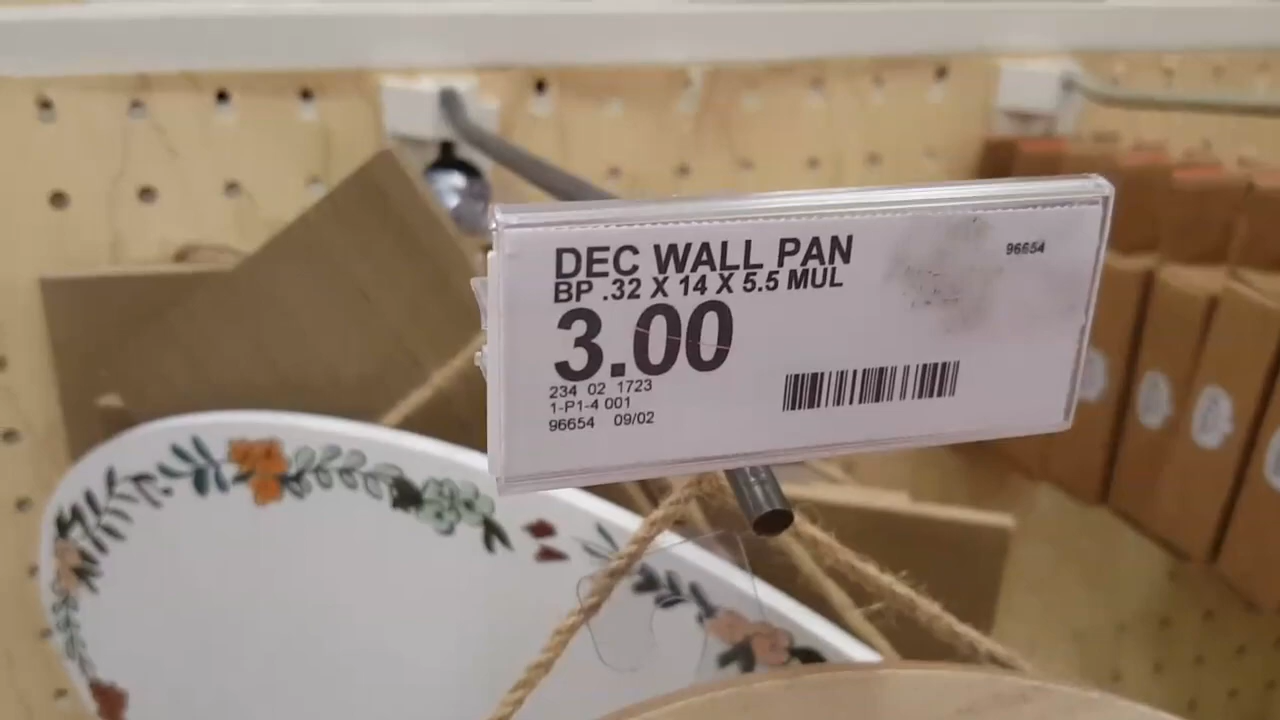 DEC WALL PAN
96654
BP .32 X 14 X 5.5 MUL
3.00
234 02 1723
1-P1-4 001
96654 09/02